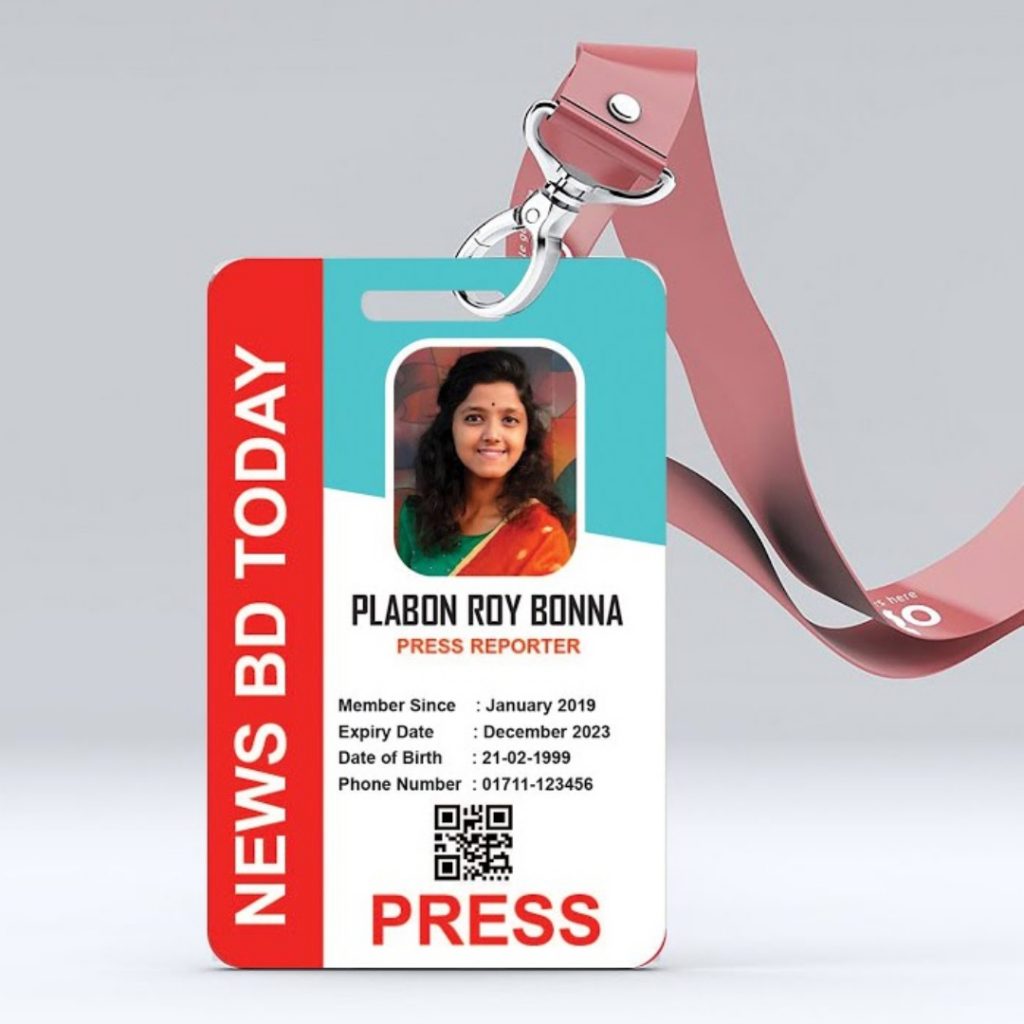 NEWS BD TODAY
PLABON ROY BONNA
PRESS REPORTER
Member Since : January 2019
Expiry Date : December 2023
Date of Birth : 21-02-1999
Phone Number : 01711-123456
PRESS
here